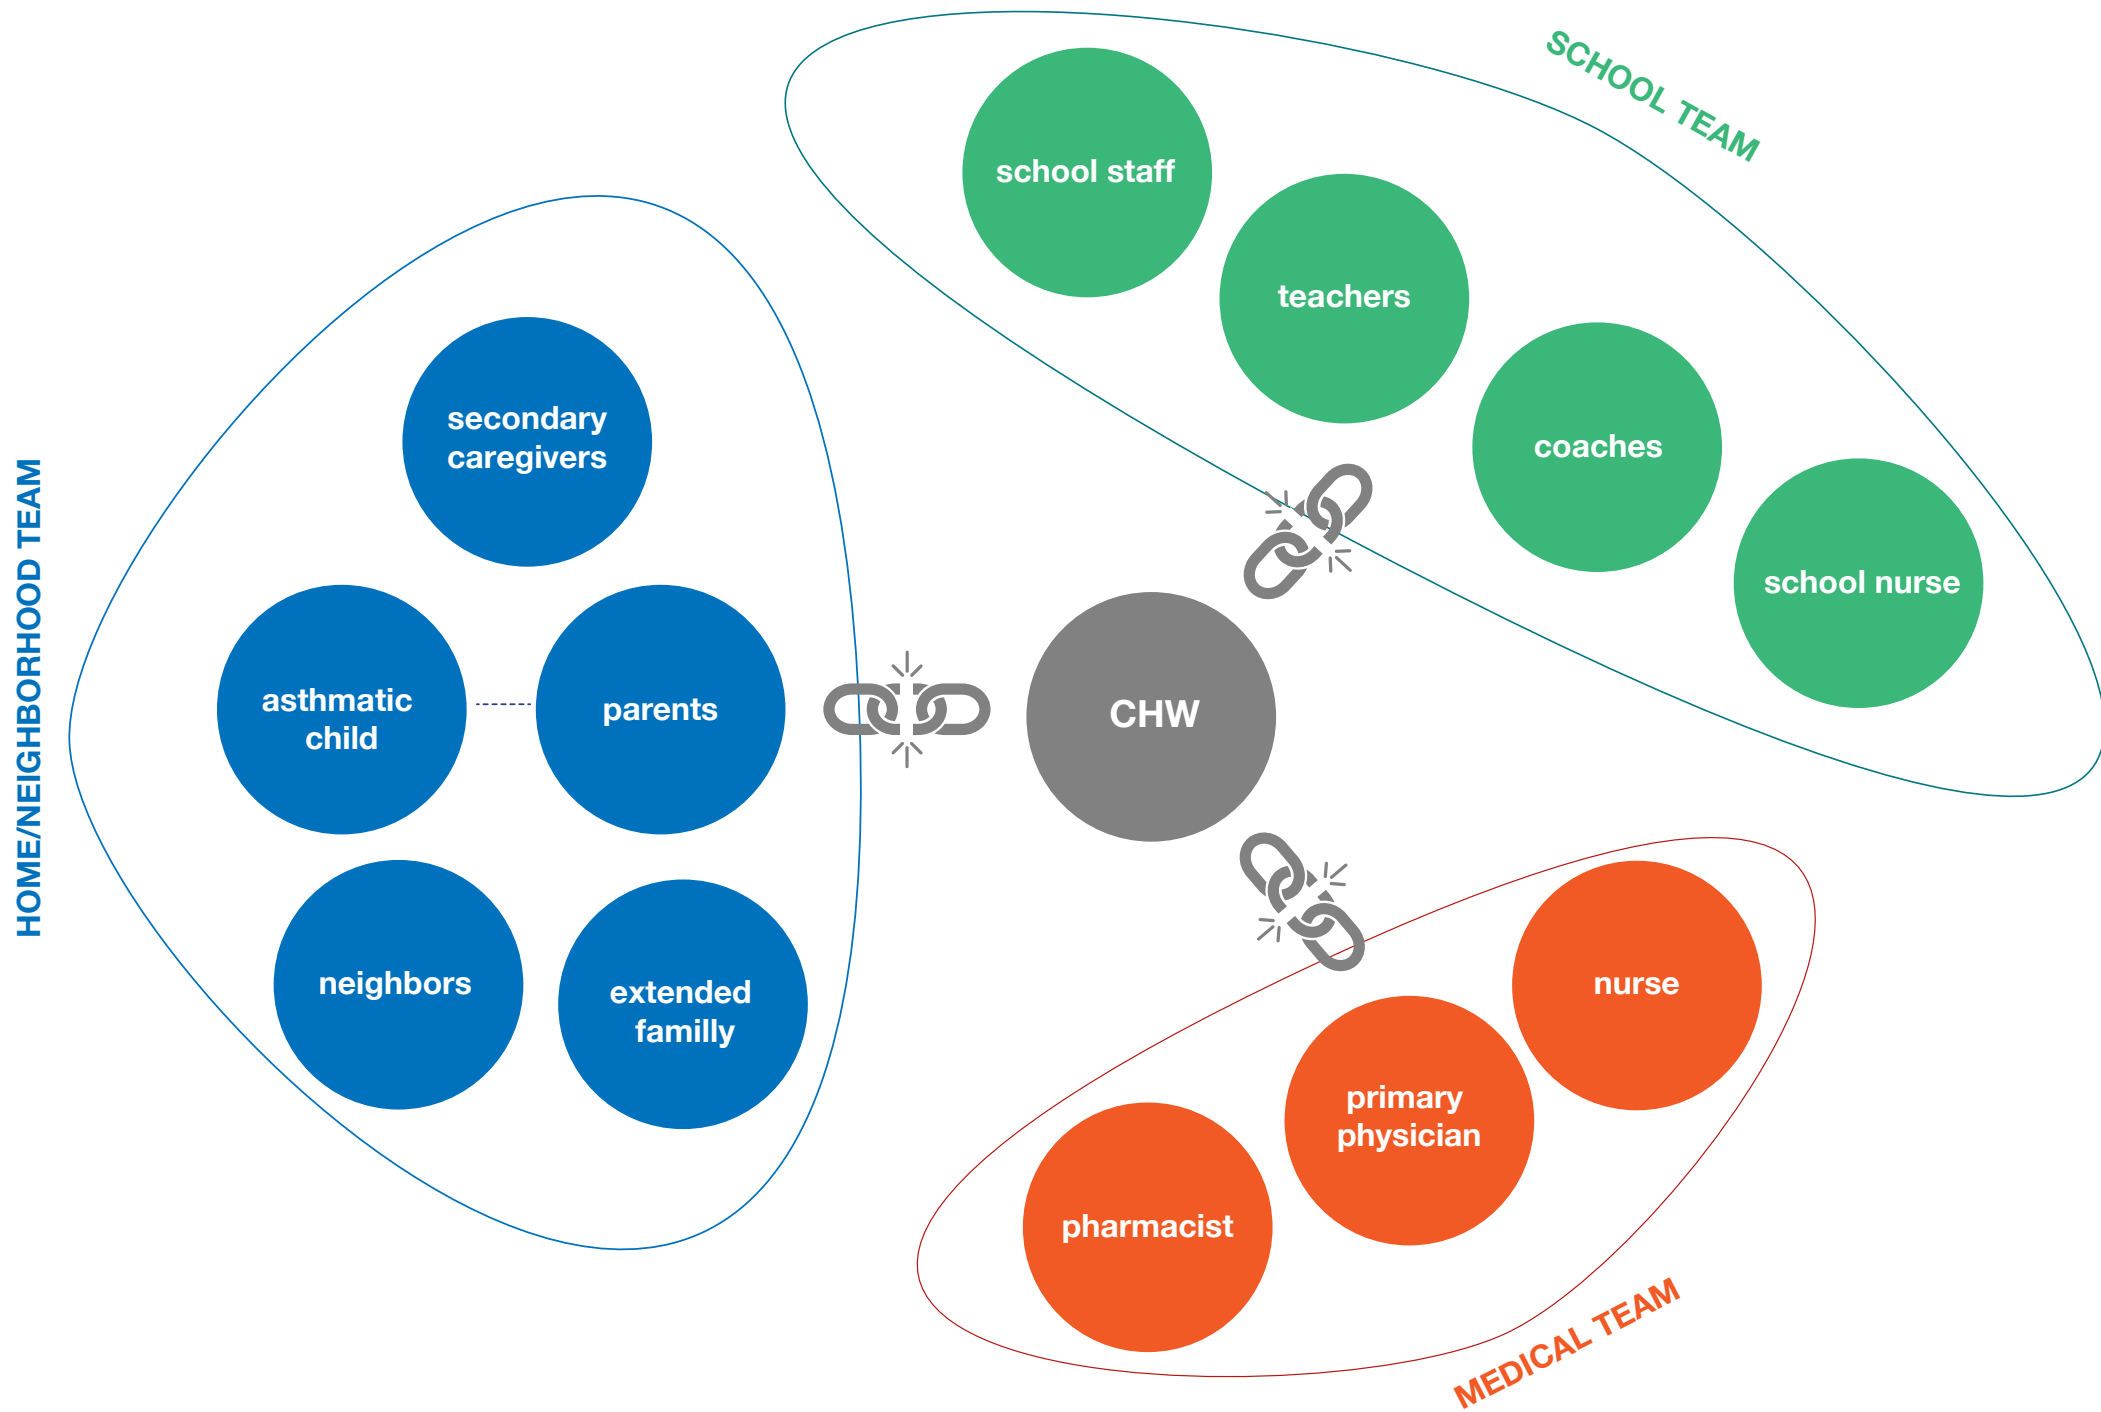 SCHOOL TEAM
school staff
teachers
coaches
school nurse
HOME/NEIGHBORHOOD TEAM
secondary
caregivers
asthmatic
child
parents
neighbors
extended
familly
CHW
nurse
primary
physician
pharmacist
MEDICAL TEAM